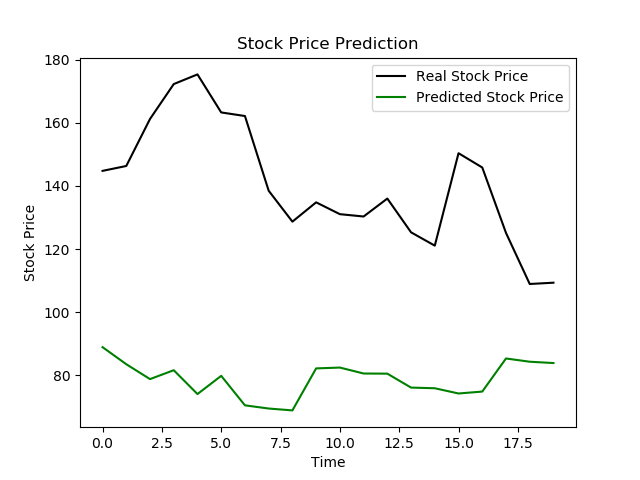 Stock Price Prediction
Real Stock Price
Predicted Stock Price
Stock Price
180
160
140
120
100
80
0.0 2.5 5.0 7.5 10.0 12.5 15.0 17.5
Time